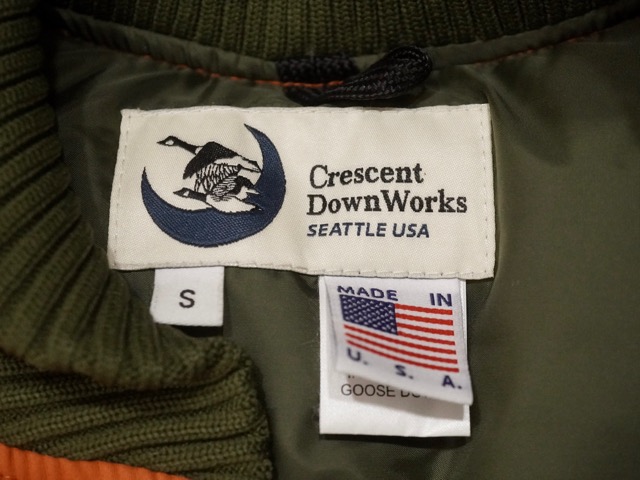 Crescent
DownWorks
SEATTLE USA
S
MADE IN
U. S. A.
GOOSE